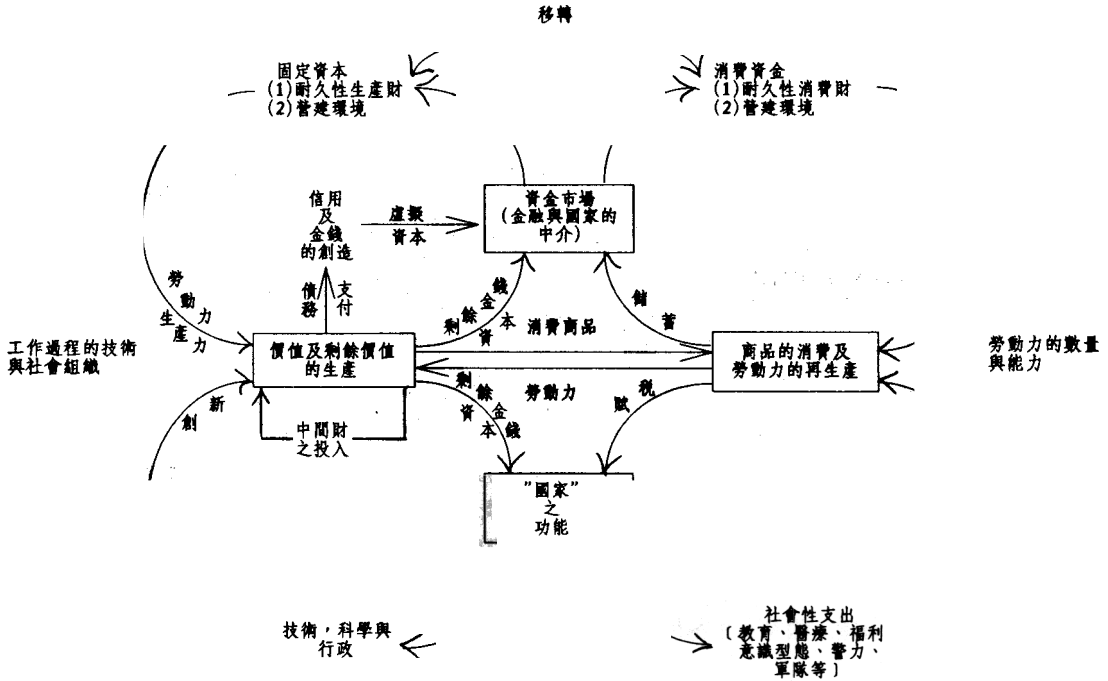 移轉
固定資本
(1)耐久性生產財
(2)營建環境
消費資金
(1)耐久性消費財
(2)營建環境
信用
及
金錢
的創造
虛擬
資本
資金市場
(金融與國家的
中介)
債務
支付
勞動力
生產力
剩餘金錢
資本
消費商品
儲蓄
工作過程的技術
與社會組織
價值及剩餘價值
的生產
商品的消費及
勞動力的再生產
勞動力的數量
與能力
創新
中間財
之投入
剩餘金錢
資本
勞動力
賦稅
"國家"
之
功能
技術，科學與
行政
社會性支出
〔教育、醫療、福利
意識型態、警力、
軍隊等〕